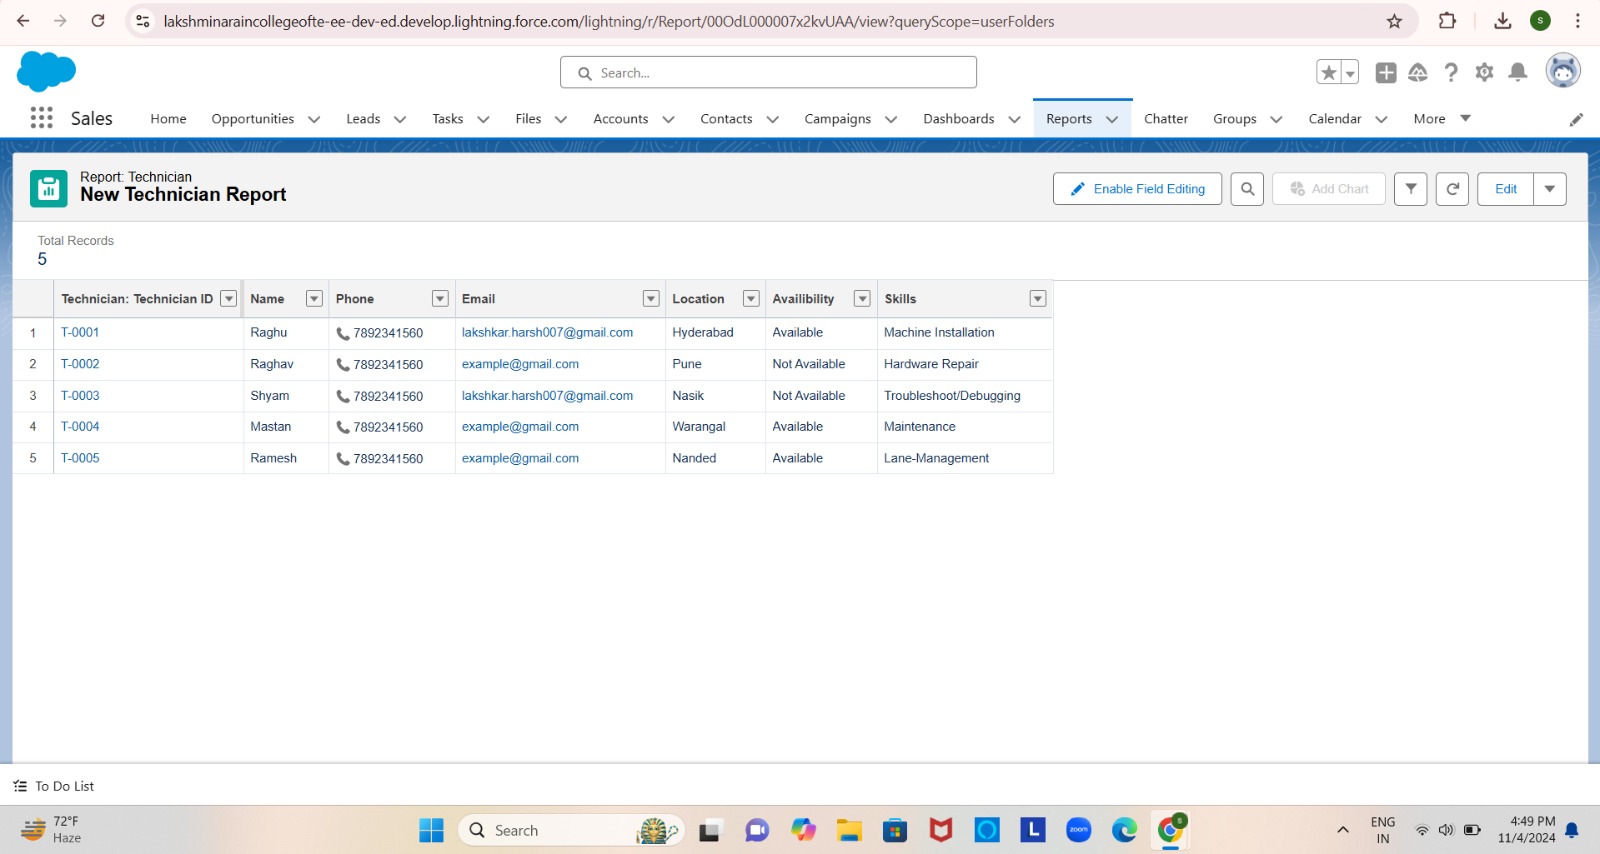 lakshminaraincollegeofte-ee-dev-ed.develop.lightning.force.com/lightning/r/Report/00OdL000007x2kvUAA/view?queryScope=userFolders
S
Search...
Sales
Home Opportunities Leads Tasks Files Accounts Contacts Campaigns Dashboards Reports Chatter Groups Calendar More
Report: Technician
New Technician Report
Enable Field Editing Add Chart Edit
Total Records
5
Technician: Technician ID Name Phone Email Location Availibility Skills
1 T-0001 Raghu 7892341560 lakshkar.harsh007@gmail.com Hyderabad Available Machine Installation
2 T-0002 Raghav 7892341560 example@gmail.com Pune Not Available Hardware Repair
3 T-0003 Shyam 7892341560 lakshkar.harsh007@gmail.com Nasik Not Available Troubleshoot/Debugging
4 T-0004 Mastan 7892341560 example@gmail.com Warangal Available Maintenance
5 T-0005 Ramesh 7892341560 example@gmail.com Nanded Available Lane-Management
To Do List
72°F
Haze
Search
L
zoom
S
ENG
IN
4:49 PM
11/4/2024